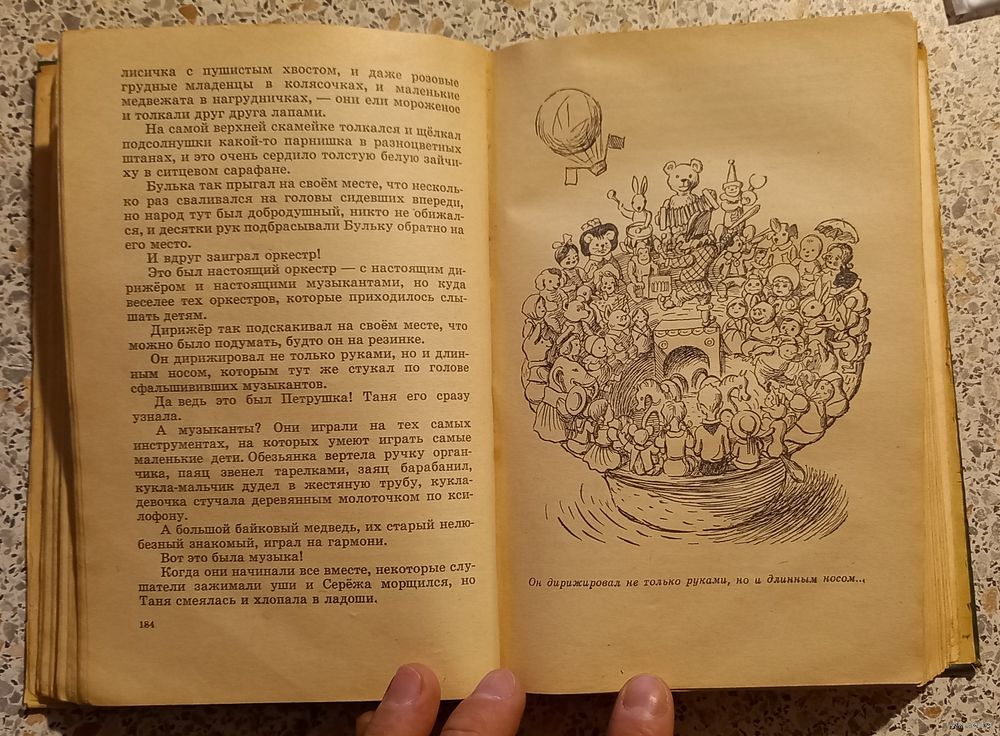 лисичка с пушистым хвостом, и даже розовые
грудные младенцы в колясочках, и маленькие
медвежата в нагрудничках, — они ели мороженое
и толкали друг друга лапами.
На самой верхней скамейке толкался и щёлкал
подсолнушки какой-то парнишка в разноцветных
штанах, и это очень сердило толстую белую зайчи-
ху в ситцевом сарафане.
Булька так прыгал на своём месте, что несколь-
ко раз сваливался на головы сидевших впереди,
но народ тут был добродушный, никто не обижал-
ся, и десятки рук подбрасывали Бульку обратно на
его место.
И вдруг заиграл оркестр!
Это был настоящий оркестр — с настоящим ди-
рижёром и настоящими музыкантами, но куда
веселее тех оркестров, которые приходилось слы-
шать детям.
Дирижёр так подскакивал на своём месте, что
можно было подумать, будто он на резинке.
Он дирижировал не только руками, но и длин-
ным носом, которым тут же стукал по голове
сфальшививших музыкантов.
Да ведь это был Петрушка! Таня его сразу
узнала.
А музыканты? Они играли на тех самых
инструментах, на которых умеют играть самые
маленькие дети. Обезьянка вертела ручку орган-
чика, паяц звенел тарелками, заяц барабанил,
кукла-мальчик дудел в жестяную трубу, кукла-
девочка стучала деревянным молоточком по кси-
лофону.
А большой байковый медведь, их старый нелю-
безный знакомый, играл на гармони.
Вот это была музыка!
Когда они начинали все вместе, некоторые слу-
шатели зажимали уши и Серёжа морщился, но
Таня смеялась и хлопала в ладоши.
184
Он дирижировал не только руками, но и длинным носом...